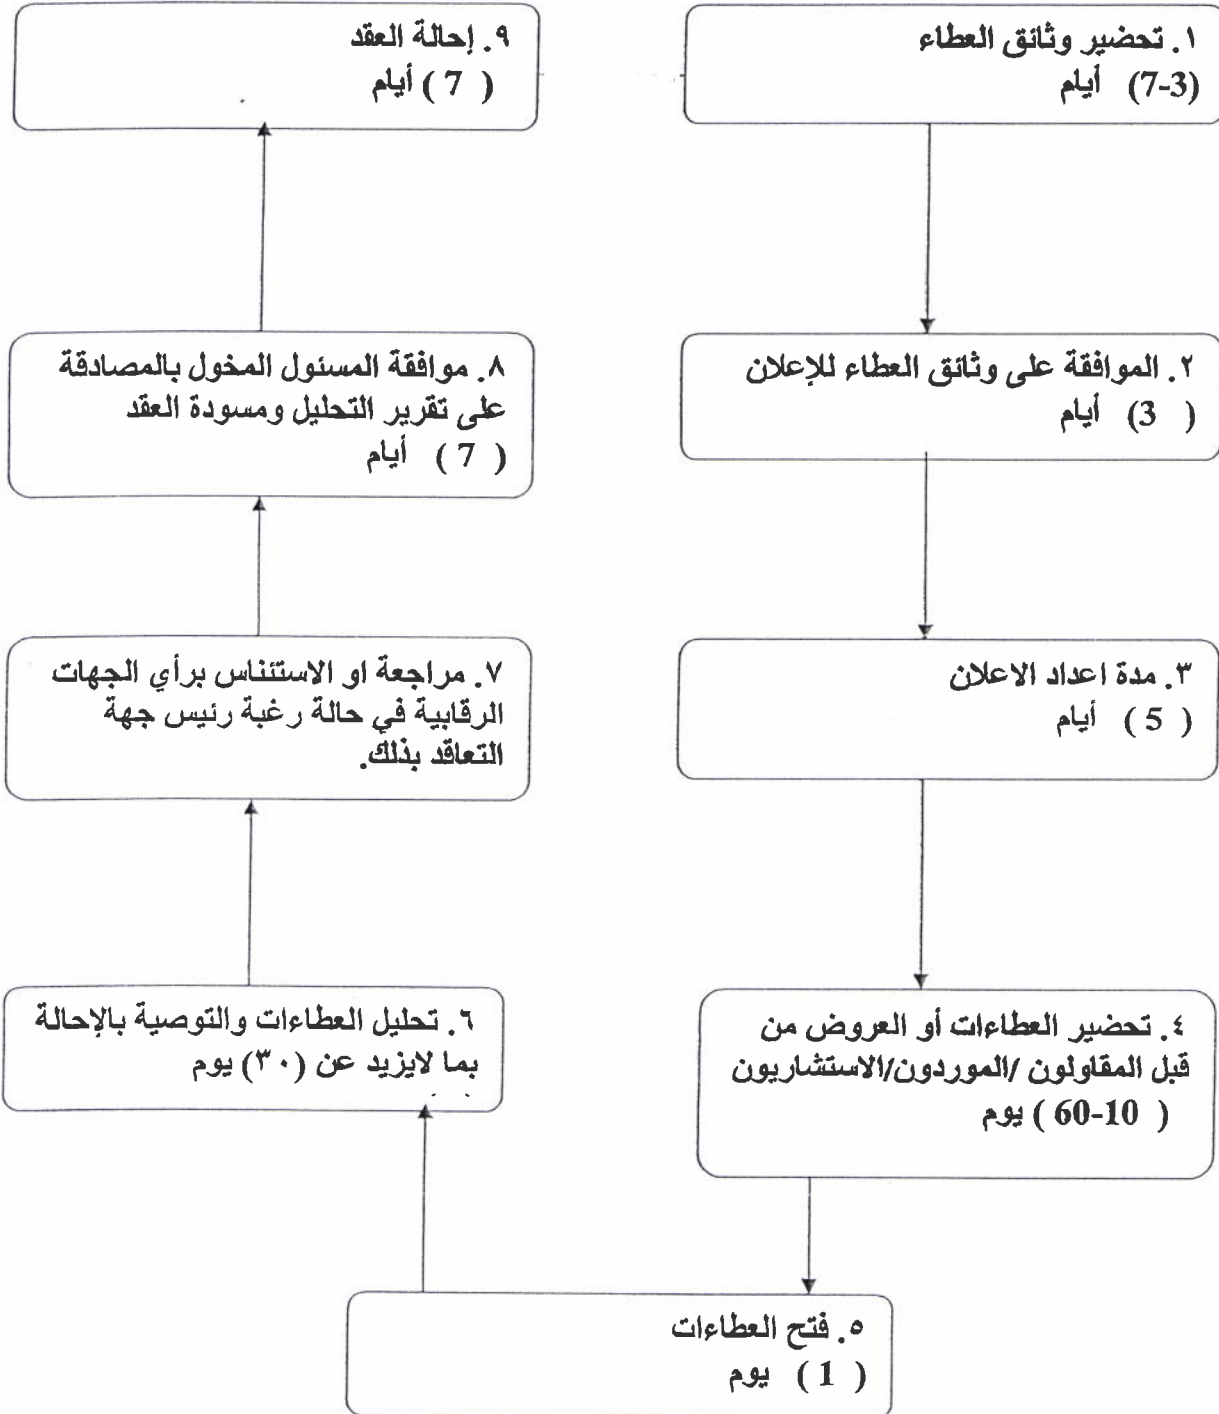 ١. تحضير وثائق العطاء
(7-3) أيام
٢. الموافقة على وثائق العطاء للإعلان
( 3) أيام
٣. مدة اعداد الاعلان
( 5 ) أيام
٤. تحضير العطاءات أو العروض من
قبل المقاولون /الموردون/الاستشاريون
( 60-10 ) يوم
٥. فتح العطاءات
( 1 ) يوم
٦. تحليل العطاءات والتوصية بالإحالة
بما لايزيد عن (٣٠) يوم
٧. مراجعة او الاستئناس برأي الجهات
الرقابية في حالة رغبة رئيس جهة
التعاقد بذلك.
٨. موافقة المسئول المخول بالمصادقة
على تقرير التحليل ومسودة العقد
( 7 ) أيام
٩. إحالة العقد
( 7 ) أيام